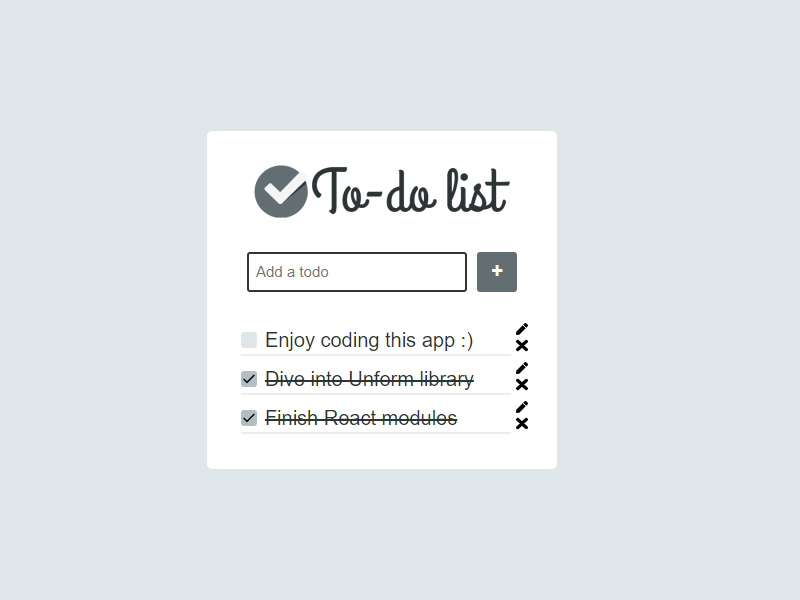 To-do list
Add a todo
+
Enjoy coding this app :)
Dive into Unform library
Finish React modules